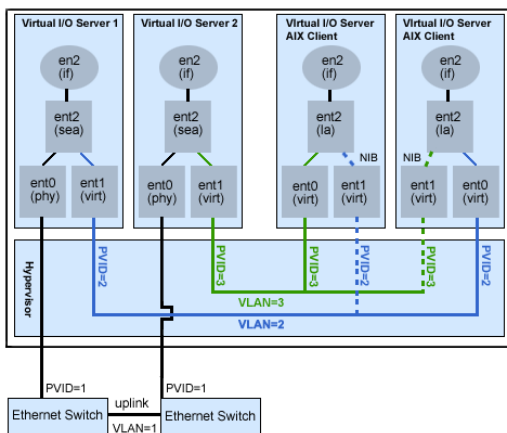 Virtual I/O Server 1
Virtual I/O Server 2
VIrtual I/O Server
AIX Client
VIrtual I/O Server
AIX Client
en2
(if)
en2
(if)
en2
(if)
en2
(if)
ent2
(sea)
ent2
(sea)
ent2
(la)
ent2
(la)
NIB
NIB
ent0
(phy)
ent1
(virt)
ent0
(phy)
ent1
(virt)
ent0
(virt)
ent1
(virt)
ent1
(virt)
ent0
(virt)
Hypervisor
PVID=2
PVID=3
PVID=3
PVID=2
PVID=3
PVID=2
VLAN=3
VLAN=2
PVID=1
PVID=1
uplink
Ethernet Switch
Ethernet Switch
VLAN=1